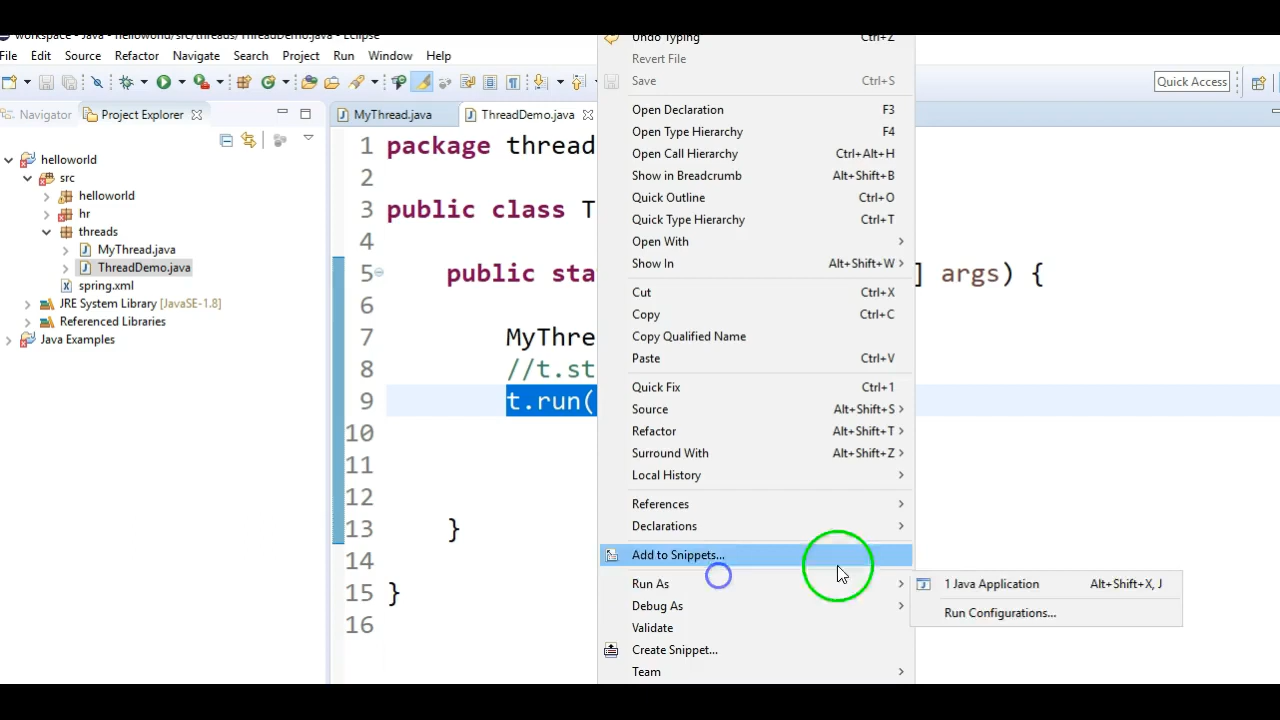 workspace - Java - helloworld/src/threads/ThreadDemo.java - Eclipse
File Edit Source Refactor Navigate Search Project Run Window Help
Quick Access
Navigator Project Explorer
helloworld
src
helloworld
hr
threads
MyThread.java
ThreadDemo.java
spring.xml
JRE System Library [JavaSE-1.8]
Referenced Libraries
Java Examples
MyThread.java ThreadDemo.java
1 package thread
2
3 public class T
4
5 public sta ] args) {
6
7 MyThre
8 //t.st
9 t.run(
10
11
12
13 }
14
15 }
16
Undo Typing Ctrl+Z
Revert File
Save Ctrl+S
Open Declaration F3
Open Type Hierarchy F4
Open Call Hierarchy Ctrl+Alt+H
Show in Breadcrumb Alt+Shift+B
Quick Outline Ctrl+O
Quick Type Hierarchy Ctrl+T
Open With
Show In Alt+Shift+W
Cut Ctrl+X
Copy Ctrl+C
Copy Qualified Name
Paste Ctrl+V
Quick Fix Ctrl+1
Source Alt+Shift+S
Refactor Alt+Shift+T
Surround With Alt+Shift+Z
Local History
References
Declarations
Add to Snippets...
Run As
Debug As
Validate
Create Snippet...
Team
1 Java Application Alt+Shift+X, J
Run Configurations...